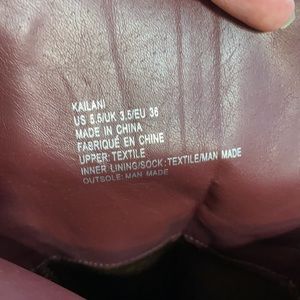 KAILANI
US 5.5/UK 3.5/EU 36
MADE IN CHINA
FABRIQUÉ EN CHINE
UPPER: TEXTILE
INNER LINING/SOCK: TEXTILE/MAN MADE
OUTSOLE: MAN MADE